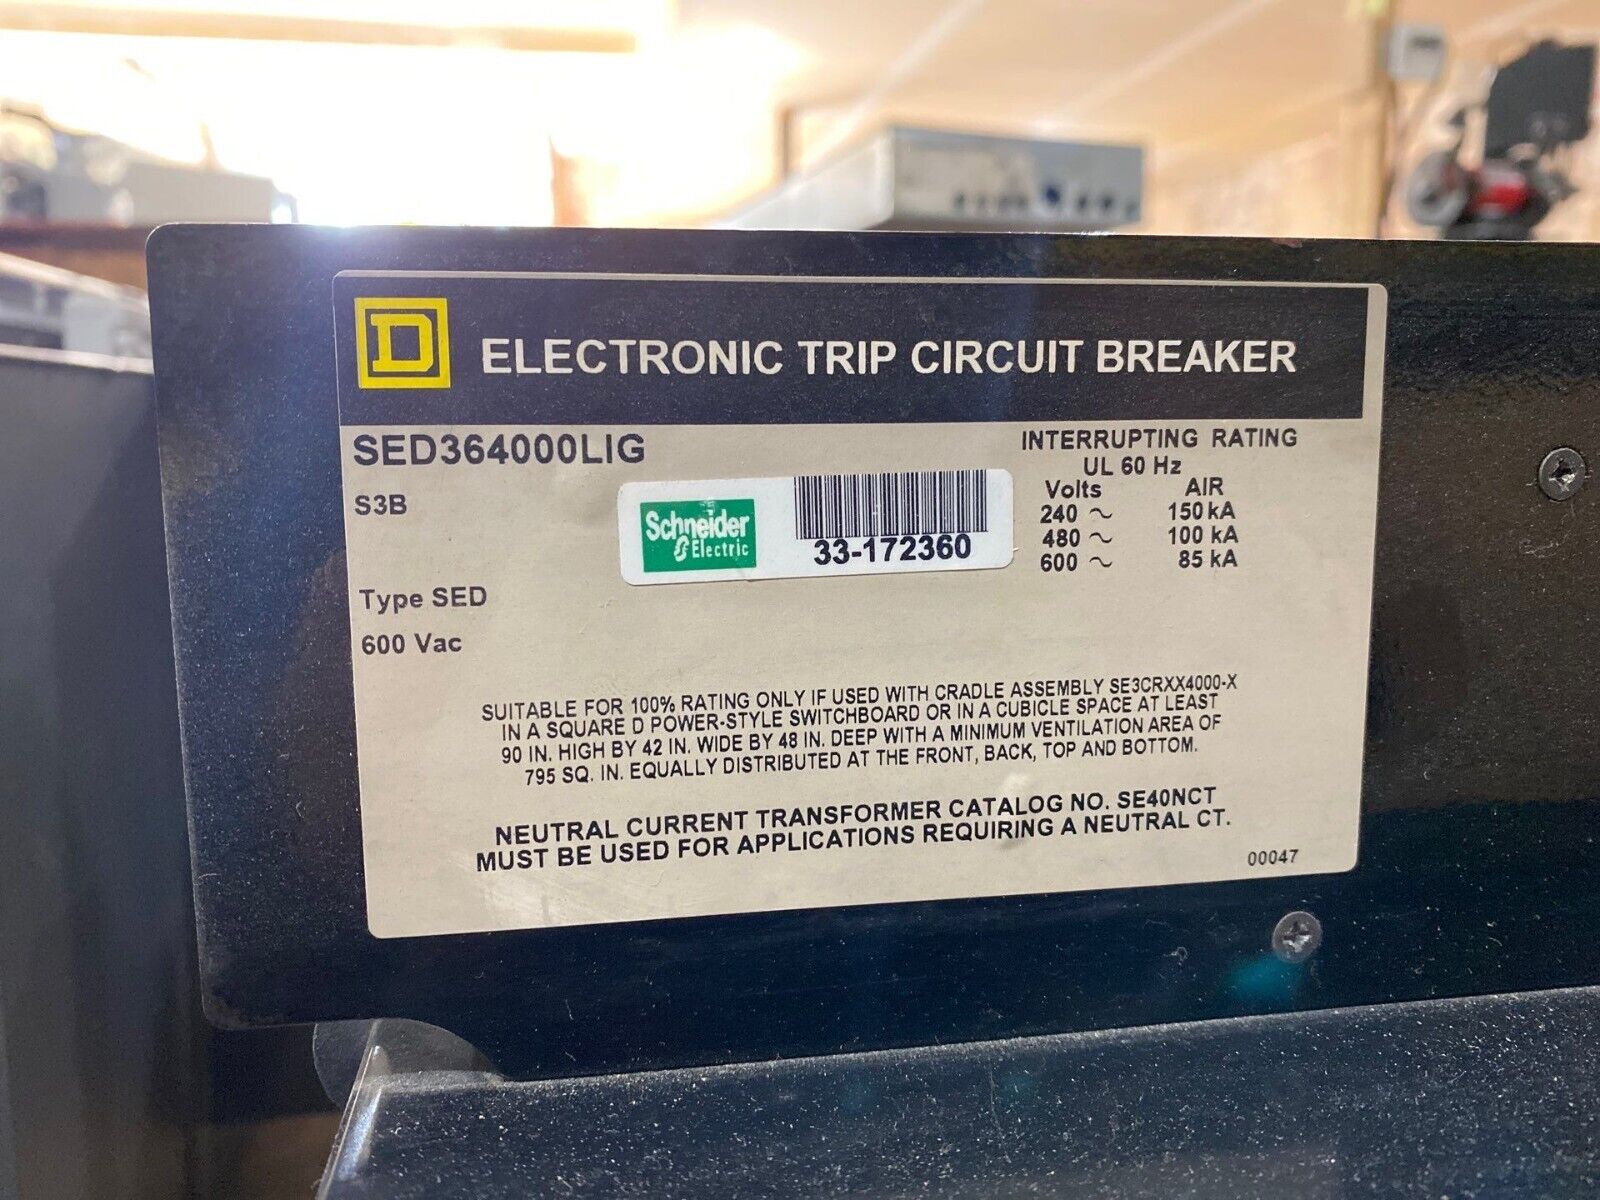 D
ELECTRONIC TRIP CIRCUIT BREAKER
SED364000LIG
S3B
Type SED
600 Vac
Schneider
Electric
33-172360
INTERRUPTING RATING
UL 60 Hz
Volts AIR
240 ~ 150 kA
480 ~ 100 kA
600 ~ 85 kA
SUITABLE FOR 100% RATING ONLY IF USED WITH CRADLE ASSEMBLY SE3CRXX4000-X
IN A SQUARE D POWER-STYLE SWITCHBOARD OR IN A CUBICLE SPACE AT LEAST
90 IN. HIGH BY 42 IN. WIDE BY 48 IN. DEEP WITH A MINIMUM VENTILATION AREA OF
795 SQ. IN. EQUALLY DISTRIBUTED AT THE FRONT, BACK, TOP AND BOTTOM.
NEUTRAL CURRENT TRANSFORMER CATALOG NO. SE40NCT
MUST BE USED FOR APPLICATIONS REQUIRING A NEUTRAL CT.
00047